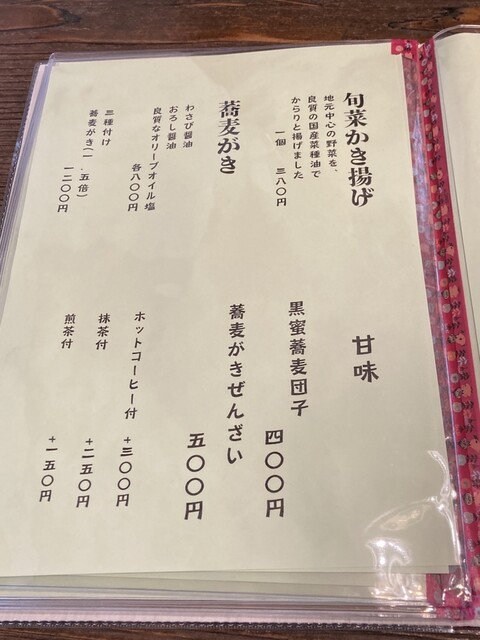 旬菜かき揚げ
地元中心の野菜を、
良質の国産菜種油で
からりと揚げました
一個 三八〇円
蕎麦がき
わさび醤油
おろし醤油
良質なオリーブオイル塩
各八〇〇円
三種付け
蕎麦がき(一、五倍)
一二〇〇円
甘味
黒蜜蕎麦団子
四〇〇円
蕎麦がきぜんざい
五〇〇円
ホットコーヒー付 +三〇〇円
抹茶付 +二五〇円
煎茶付 +一五〇円